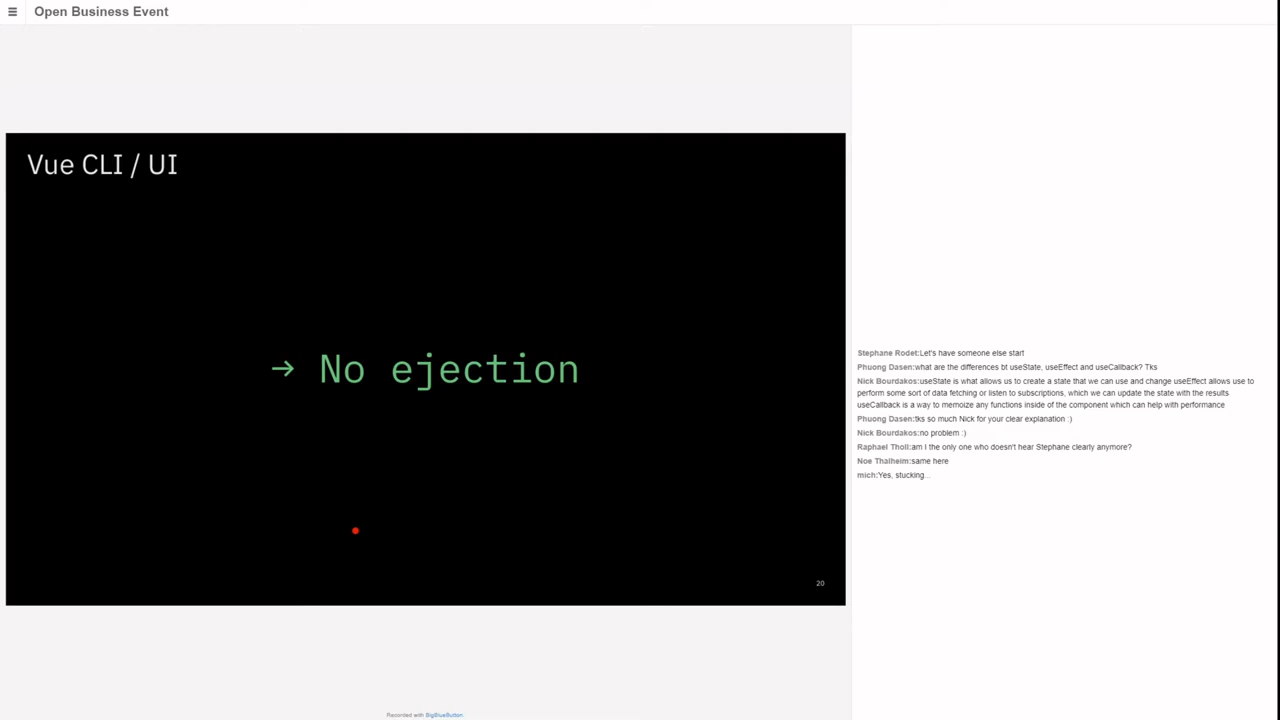 Open Business Event
Vue CLI / UI
→ No ejection
20
Stephane Rodet:Let's have someone else start
Phuong Dasen:what are the differences bt useState, useEffect and useCallback? Tks
Nick Bourdakos:useState is what allows us to create a state that we can use and change useEffect allows use to
perform some sort of data fetching or listen to subscriptions, which we can update the state with the results
useCallback is a way to memoize any functions inside of the component which can help with performance
Phuong Dasen:tks so much Nick for your clear explanation :)
Nick Bourdakos:no problem :)
Raphael Tholl:am I the only one who doesn't hear Stephane clearly anymore?
Noe Thalheim:same here
mich:Yes, stucking...
Recorded with BigBlueButton.